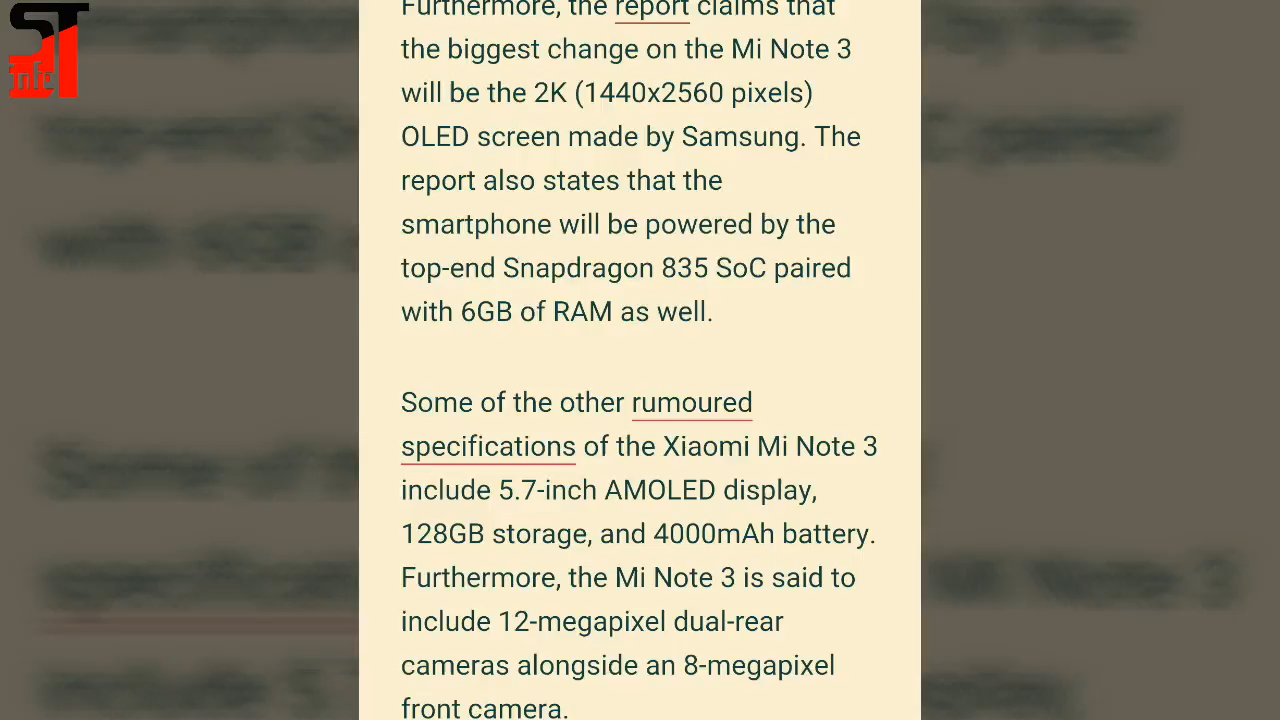 ST
info
Furthermore, the report claims that
the biggest change on the Mi Note 3
will be the 2K (1440x2560 pixels)
OLED screen made by Samsung. The
report also states that the
smartphone will be powered by the
top-end Snapdragon 835 SoC paired
with 6GB of RAM as well.
Some of the other rumoured
specifications of the Xiaomi Mi Note 3
include 5.7-inch AMOLED display,
128GB storage, and 4000mAh battery.
Furthermore, the Mi Note 3 is said to
include 12-megapixel dual-rear
cameras alongside an 8-megapixel
front camera.